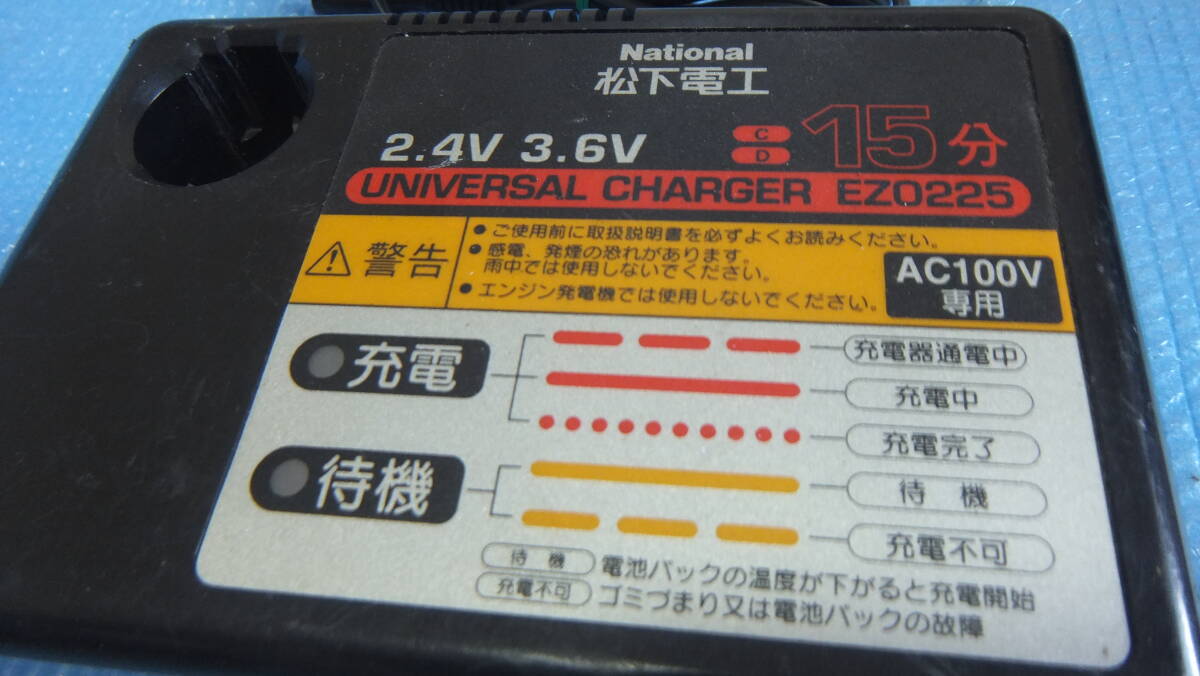 National
松下電工
2.4V 3.6V
C
D
15分
UNIVERSAL CHARGER EZ0225
警告
• ご使用前に取扱説明書を必ずよくお読みください。
• 感電、発煙の恐れがあります。
雨中では使用しないでください。
• エンジン発電機では使用しないでください。
AC100V
専用
充電
充電器通電中
充電中
充電完了
待機
待機
充電不可
待機 電池パックの温度が下がると充電開始
充電不可 ゴミづまり又は電池パックの故障